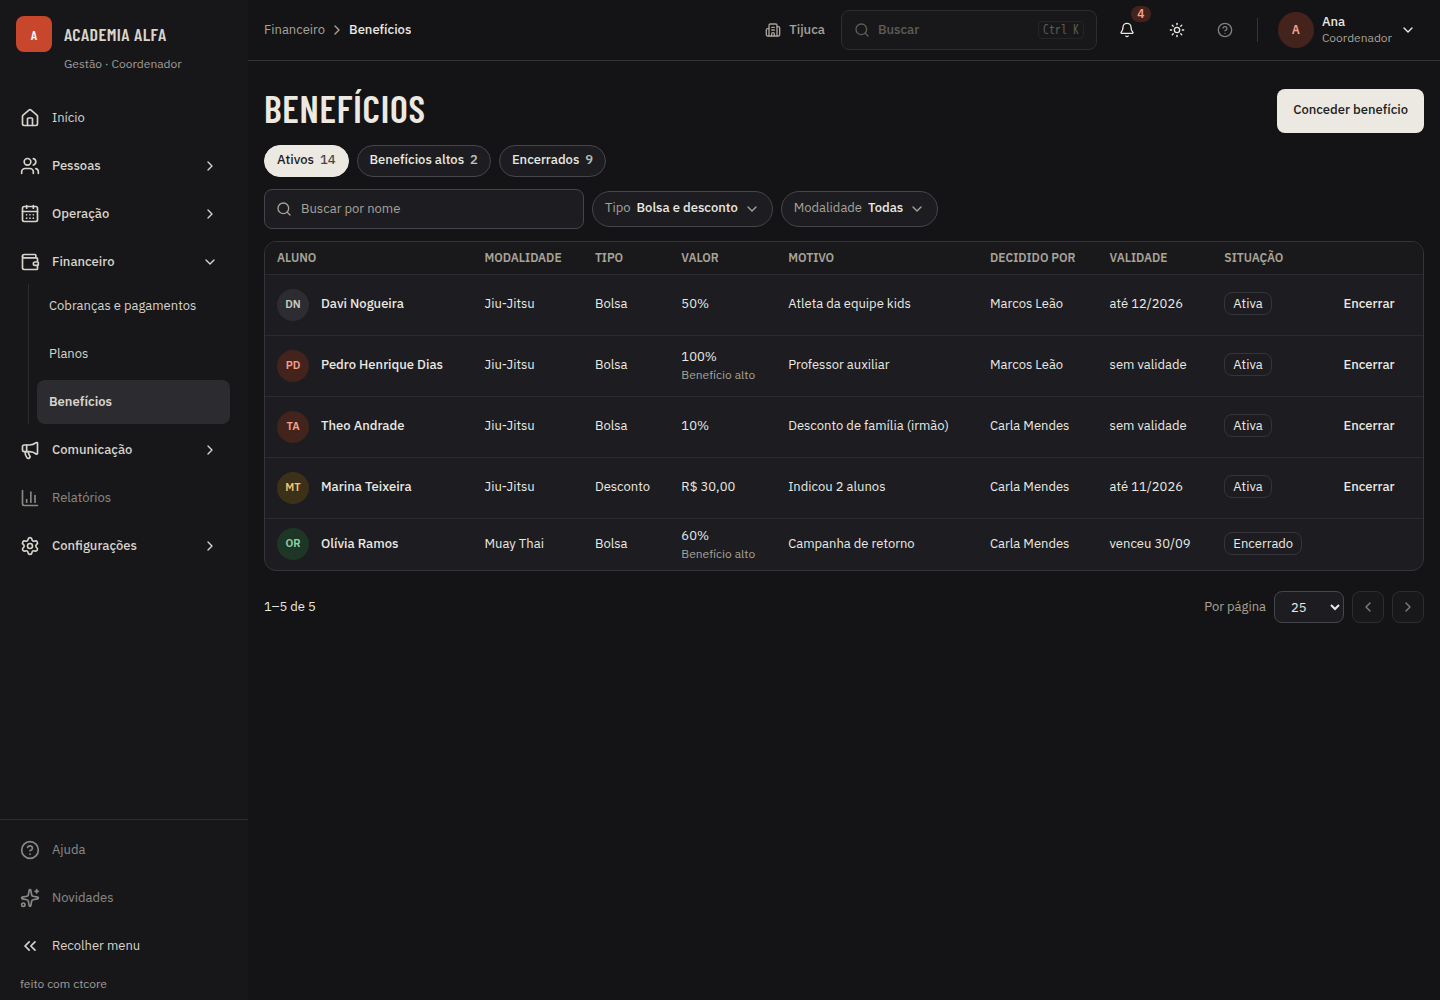 A
ACADEMIA ALFA
Gestão · Coordenador
Início
Pessoas
Operação
Financeiro
Cobranças e pagamentos
Planos
Benefícios
Comunicação
Relatórios
Configurações
Ajuda
Novidades
Recolher menu
feito com ctcore
Financeiro > Benefícios
Tijuca
Buscar Ctrl K
4
A
Ana
Coordenador
BENEFÍCIOS
Conceder benefício
Ativos 14 Benefícios altos 2 Encerrados 9
Buscar por nome Tipo Bolsa e desconto Modalidade Todas
ALUNO MODALIDADE TIPO VALOR MOTIVO DECIDIDO POR VALIDADE SITUAÇÃO
DN Davi Nogueira Jiu-Jitsu Bolsa 50% Atleta da equipe kids Marcos Leão até 12/2026 Ativa Encerrar
PD Pedro Henrique Dias Jiu-Jitsu Bolsa 100% Benefício alto Professor auxiliar Marcos Leão sem validade Ativa Encerrar
TA Theo Andrade Jiu-Jitsu Bolsa 10% Desconto de família (irmão) Carla Mendes sem validade Ativa Encerrar
MT Marina Teixeira Jiu-Jitsu Desconto R$ 30,00 Indicou 2 alunos Carla Mendes até 11/2026 Ativa Encerrar
OR Olívia Ramos Muay Thai Bolsa 60% Benefício alto Campanha de retorno Carla Mendes venceu 30/09 Encerrado
1–5 de 5
Por página 25